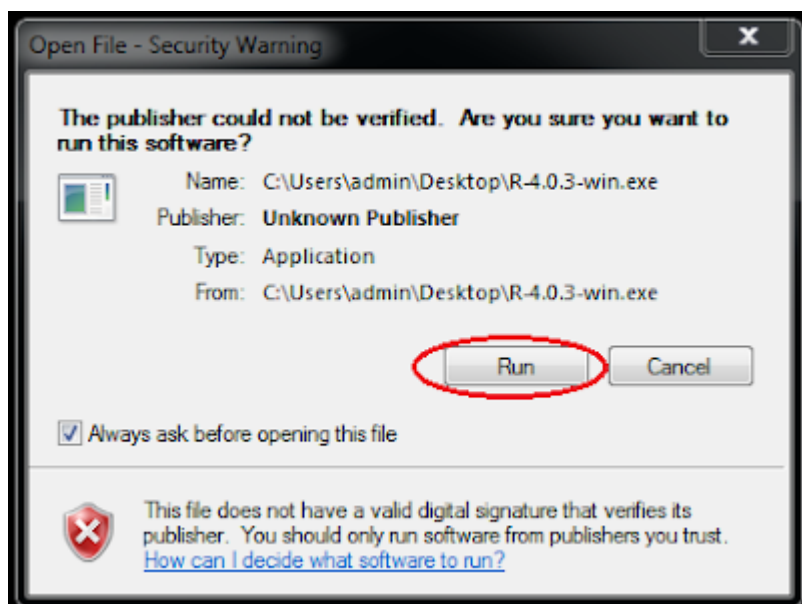 Open File - Security Warning
The publisher could not be verified.  Are you sure you want to
run this software?
Name: C:\Users\admin\Desktop\R-4.0.3-win.exe
Publisher: Unknown Publisher
Type: Application
From: C:\Users\admin\Desktop\R-4.0.3-win.exe
Run Cancel
Always ask before opening this file
This file does not have a valid digital signature that verifies its
publisher.  You should only run software from publishers you trust.
How can I decide what software to run?